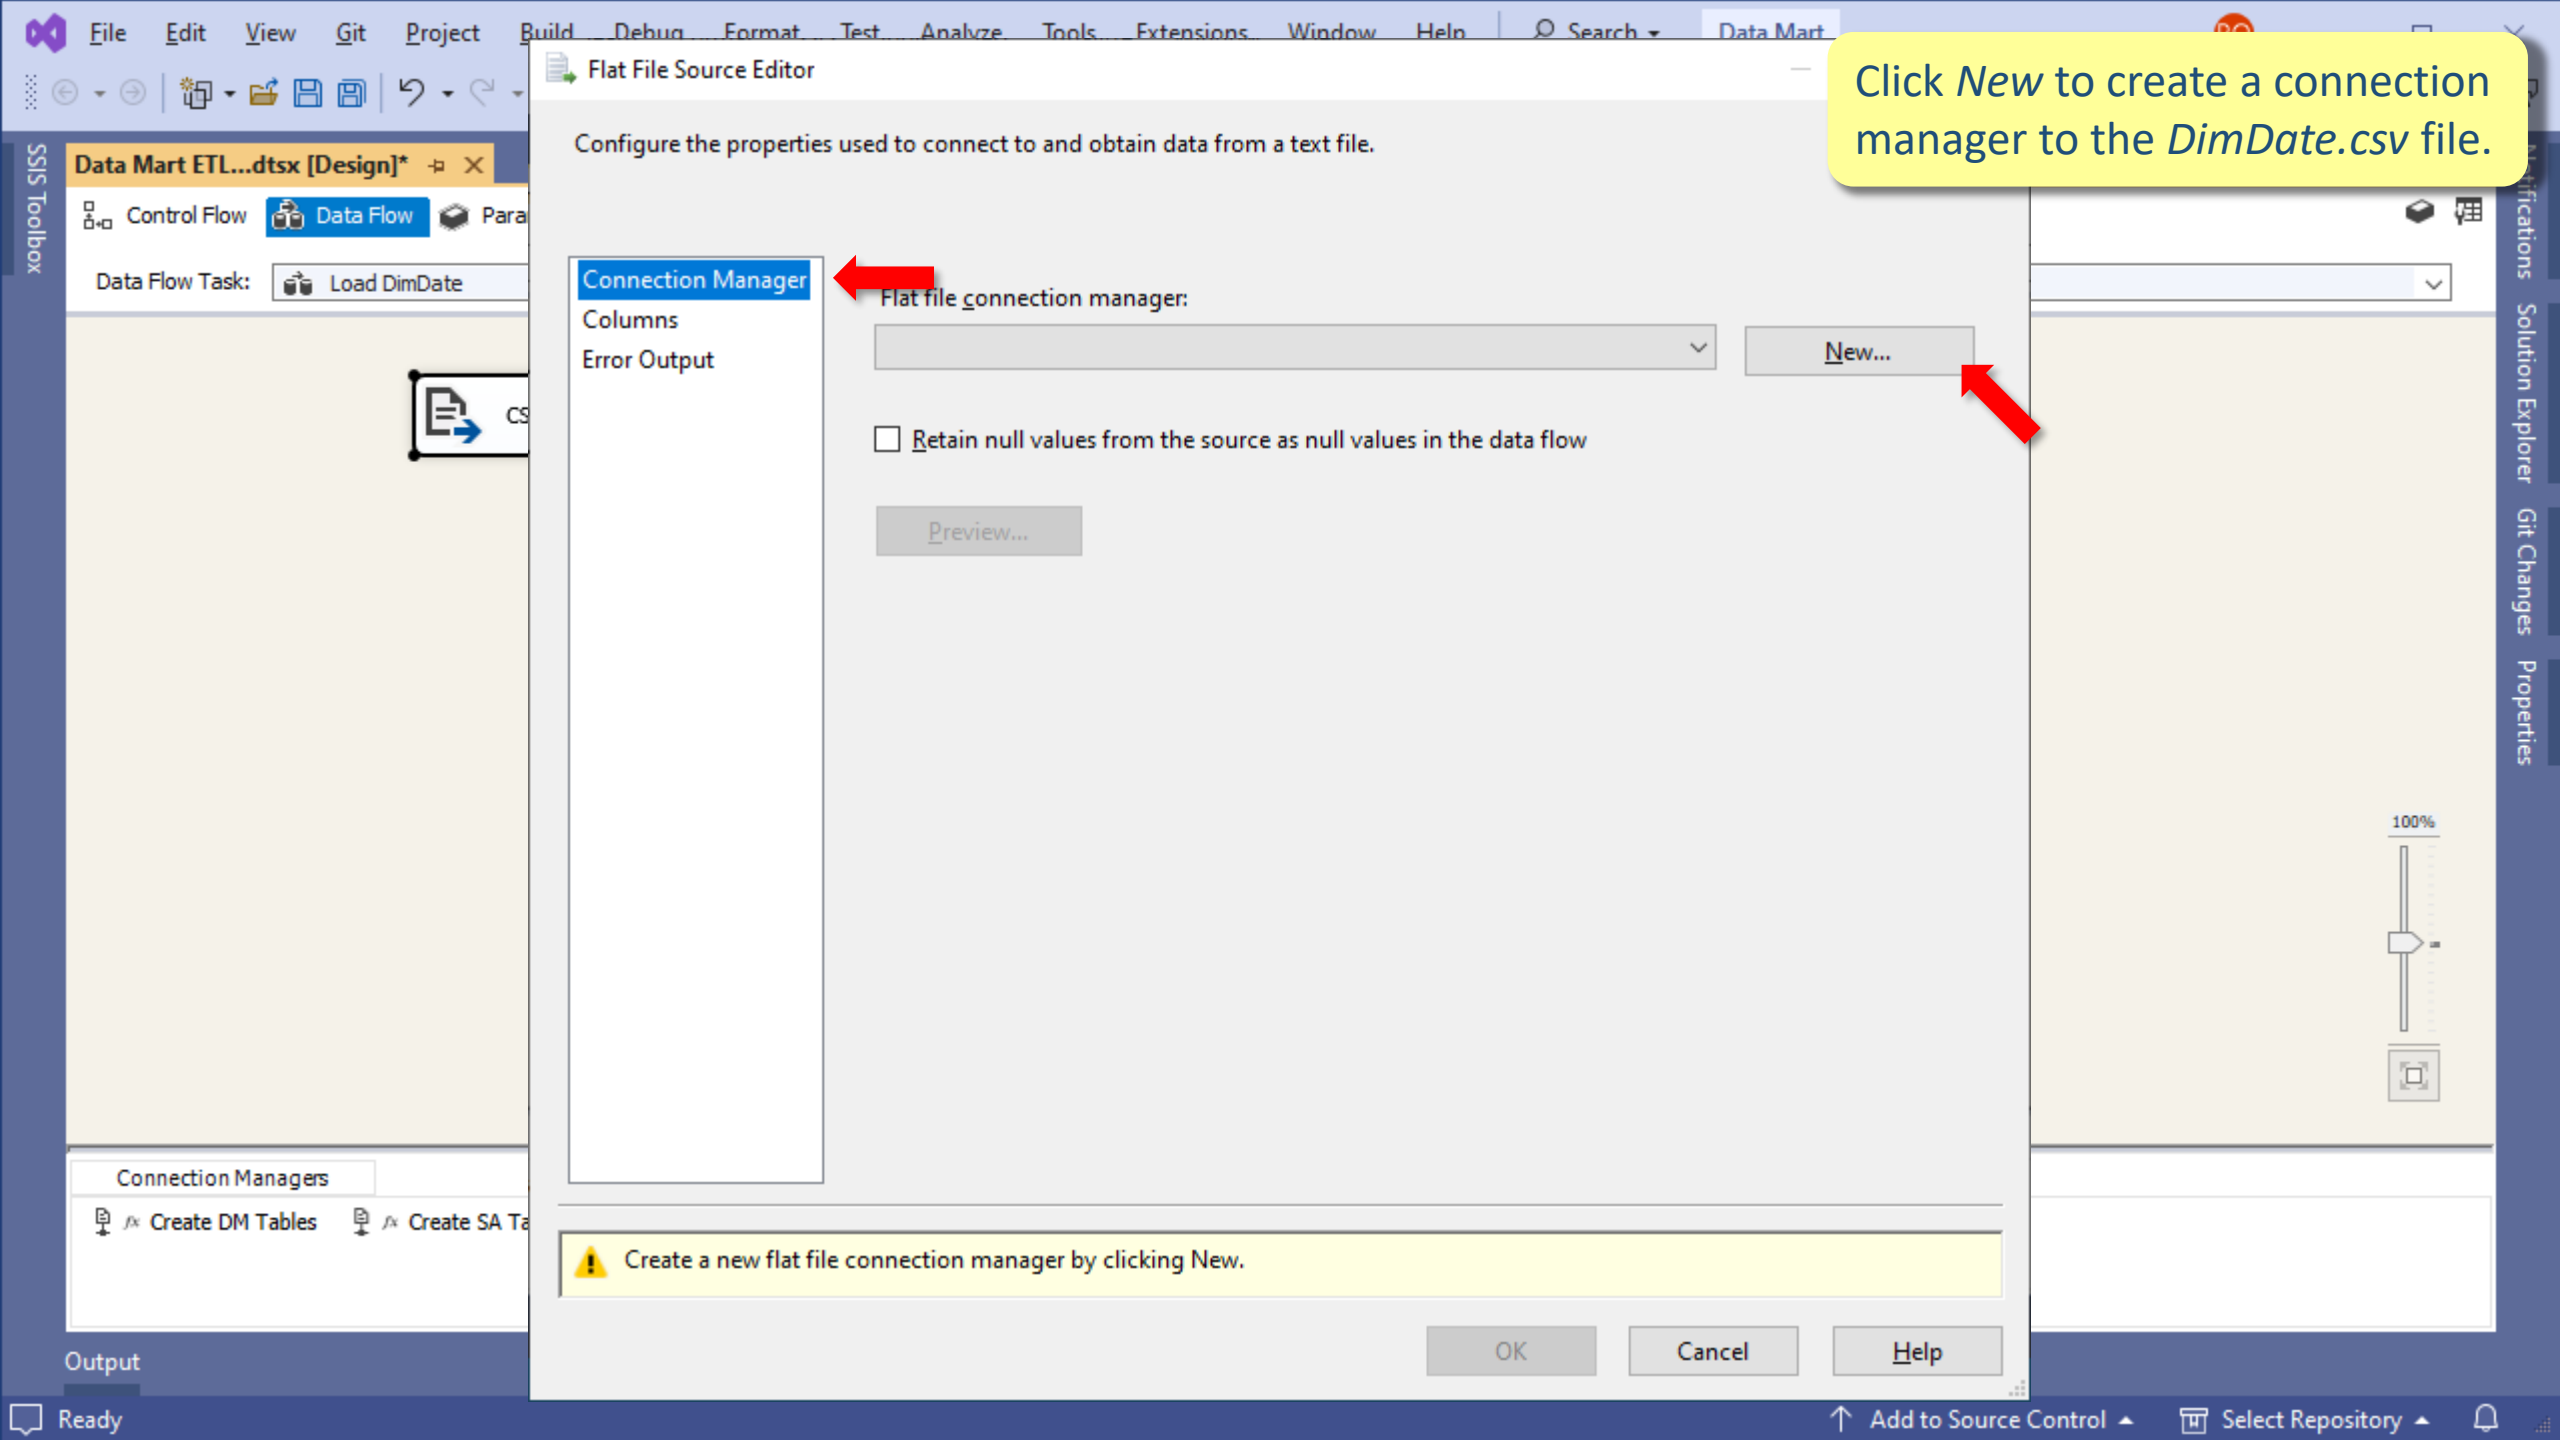 File Edit View Git Project Build Debug Format Test Analyze Tools Extensions Window Help Search Data Mart
Flat File Source Editor
Click New to create a connection
manager to the DimDate.csv file.
Configure the properties used to connect to and obtain data from a text file.
SSIS Toolbox
Data Mart ETL...dtsx [Design]*
Control Flow Data Flow Para
Data Flow Task: Load DimDate
Connection Manager
Columns
Error Output
Flat file connection manager:
New...
Retain null values from the source as null values in the data flow
Preview...
CS
Notifications
Solution Explorer
Git Changes
Properties
100%
Connection Managers
Create DM Tables Create SA Ta
Create a new flat file connection manager by clicking New.
OK Cancel Help
Output
Ready
Add to Source Control Select Repository